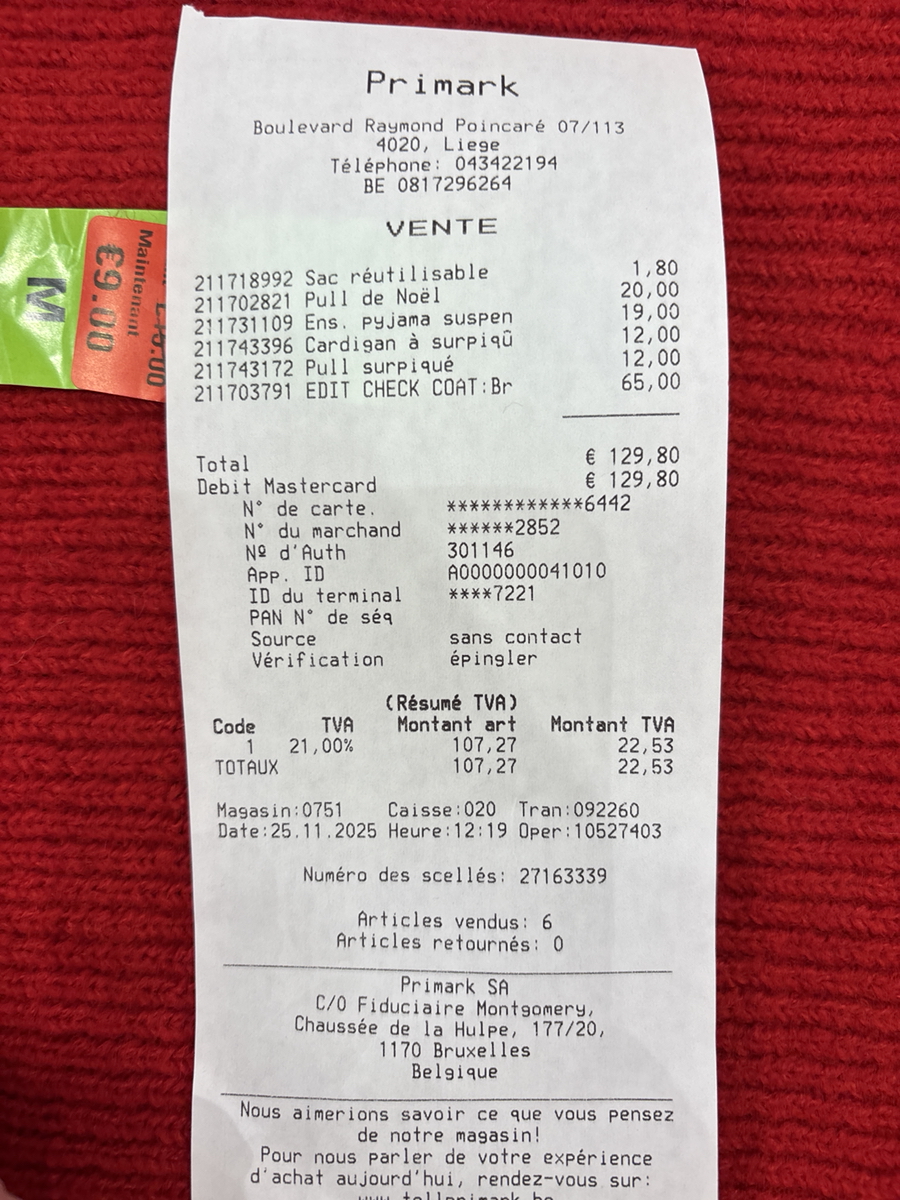 Primark
Boulevard Raymond Poincaré 07/113
4020, Liege
Téléphone: 043422194
BE 0817296264
VENTE
211718992 Sac réutilisable 1,80
211702821 Pull de Noël 20,00
211731109 Ens. pyjama suspen 19,00
211743396 Cardigan à surpiqû 12,00
211743172 Pull surpiqué 12,00
211703791 EDIT CHECK COAT:Br 65,00
Total € 129,80
Debit Mastercard € 129,80
N° de carte. ************6442
N° du marchand ******2852
Nº d'Auth 301146
App. ID A0000000041010
ID du terminal ****7221
PAN N° de séq
Source sans contact
Vérification épingler
(Résumé TVA)
Code TVA Montant art Montant TVA
1 21,00% 107,27 22,53
TOTAUX 107,27 22,53
Magasin:0751 Caisse:020 Tran:092260
Date:25.11.2025 Heure:12:19 Oper:10527403
Numéro des scellés: 27163339
Articles vendus: 6
Articles retournés: 0
Primark SA
C/O Fiduciaire Montgomery,
Chaussée de la Hulpe, 177/20,
1170 Bruxelles
Belgique
Nous aimerions savoir ce que vous pensez
de notre magasin!
Pour nous parler de votre expérience
d'achat aujourd'hui, rendez-vous sur:
M
Maintenant
€9.00